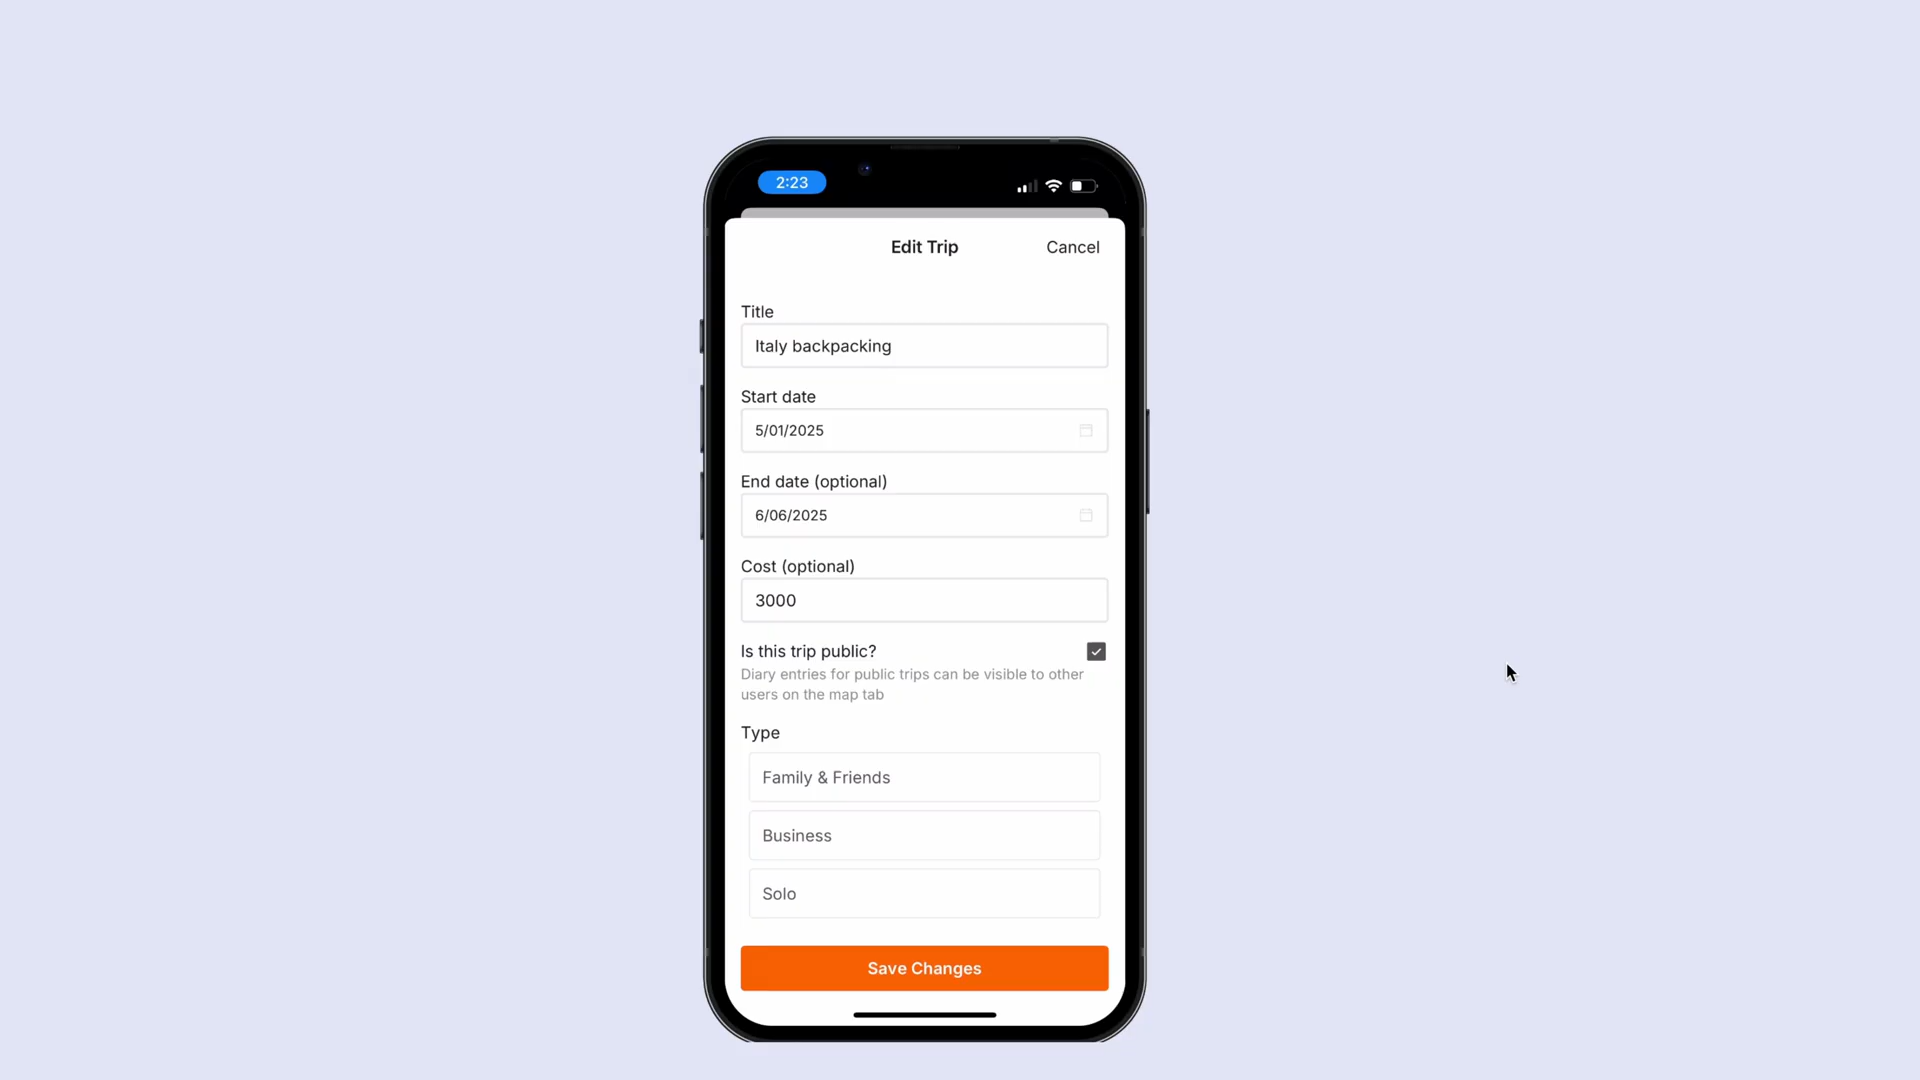 2:23
Edit Trip
Cancel
Title
Italy backpacking
Start date
5/01/2025
End date (optional)
6/06/2025
Cost (optional)
3000
Is this trip public?
Diary entries for public trips can be visible to other
users on the map tab
Type
Family & Friends
Business
Solo
Save Changes